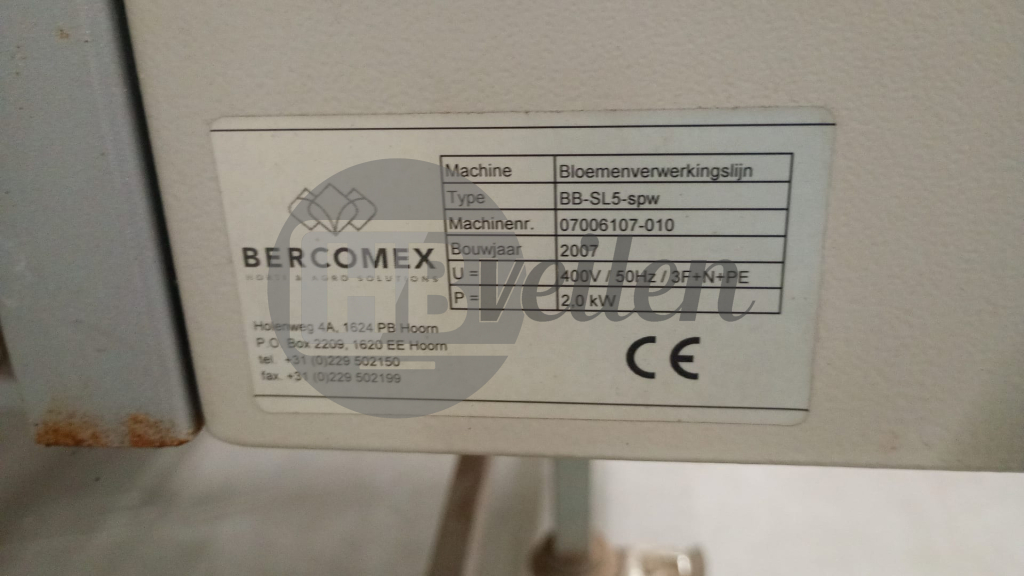 Machine Bloemenverwerkingslijn
Type BB-SL5-spw
Machinenr. 07006107-010
Bouwjaar 2007
U = 400V / 50Hz / 3F+N+PE
P = 2,0 kW
BERCOMEX
HORTI & AGRO SOLUTIONS
Holenweg 4A, 1624 PB Hoorn
P.O. Box 2209, 1620 EE Hoorn
tel. +31 (0)229 502150
fax. +31 (0)229 502199
CE
HB veilen